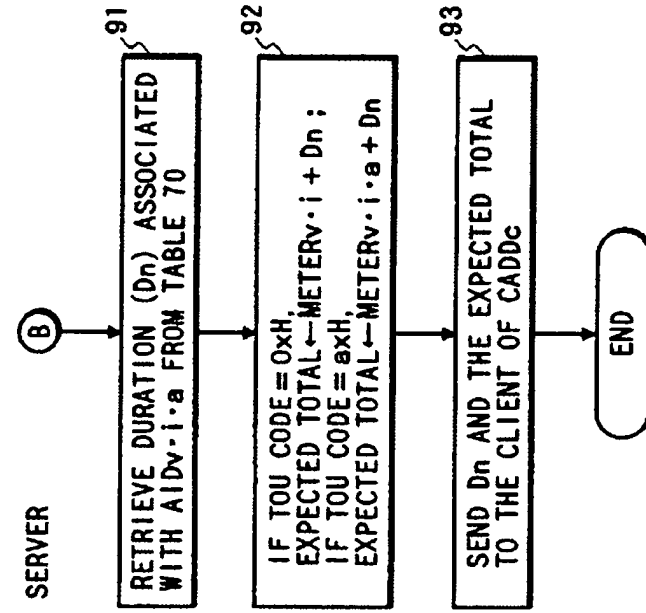 SERVER
B
91
RETRIEVE DURATION (Dn) ASSOCIATED
WITH AIDv·i·a FROM TABLE 70
92
IF TOU CODE=0xH,
EXPECTED TOTAL←METERv·i+Dn;
IF TOU CODE=axH,
EXPECTED TOTAL←METERv·i·a+Dn
93
SEND Dn AND THE EXPECTED TOTAL
TO THE CLIENT OF CADDc
END